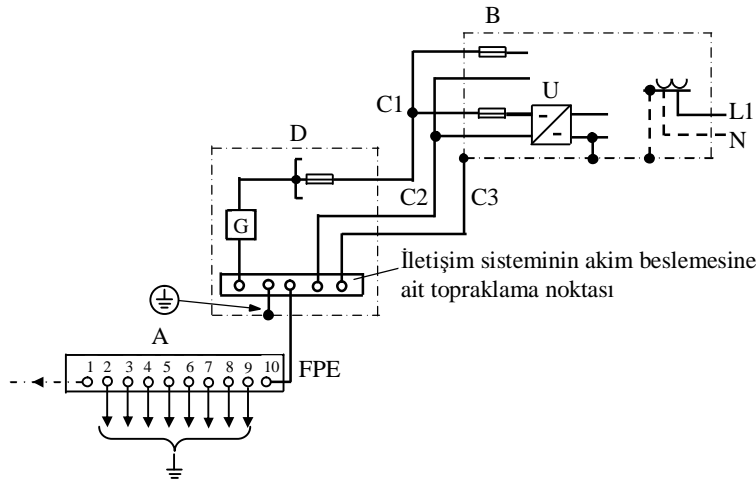 B
C1
U
L1
N
D
C2
C3
G
İletişim sisteminin akim beslemesine
ait topraklama noktası
A
1 2 3 4 5 6 7 8 9 10
FPE